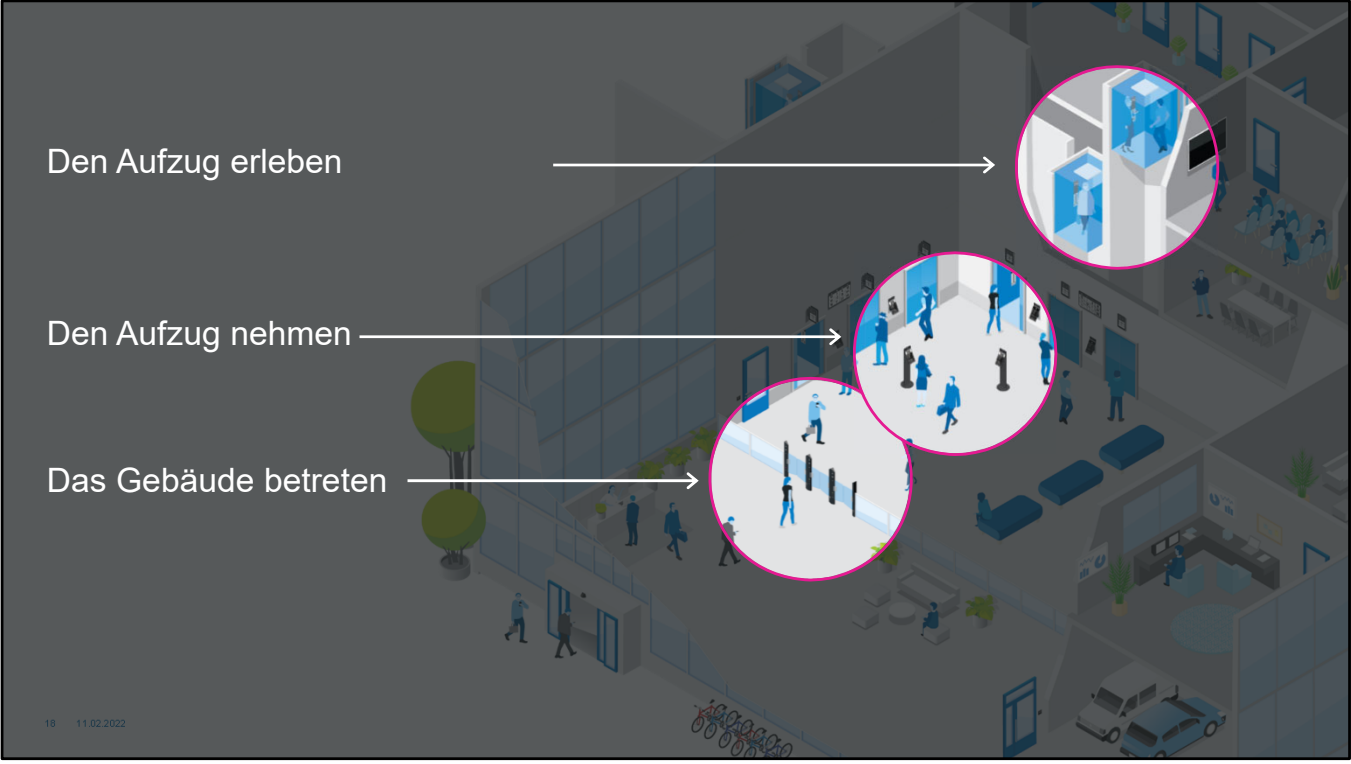 Den Aufzug erleben
Den Aufzug nehmen
Das Gebäude betreten
18 11.02.2022